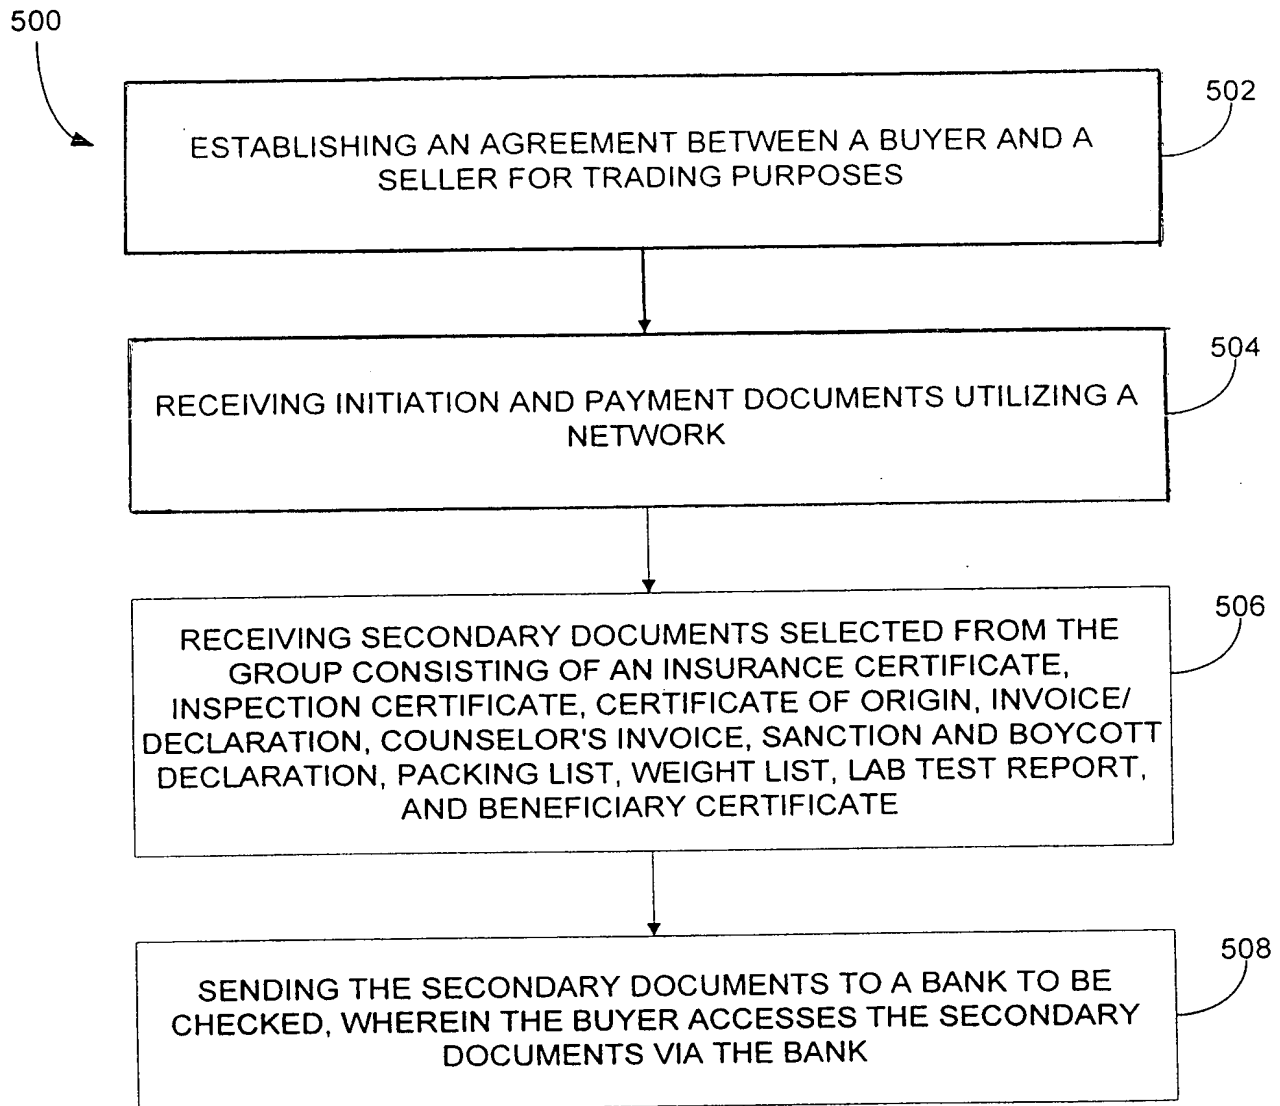 500
502
ESTABLISHING AN AGREEMENT BETWEEN A BUYER AND A
SELLER FOR TRADING PURPOSES
504
RECEIVING INITIATION AND PAYMENT DOCUMENTS UTILIZING A
NETWORK
506
RECEIVING SECONDARY DOCUMENTS SELECTED FROM THE
GROUP CONSISTING OF AN INSURANCE CERTIFICATE,
INSPECTION CERTIFICATE, CERTIFICATE OF ORIGIN, INVOICE/
DECLARATION, COUNSELOR'S INVOICE, SANCTION AND BOYCOTT
DECLARATION, PACKING LIST, WEIGHT LIST, LAB TEST REPORT,
AND BENEFICIARY CERTIFICATE
508
SENDING THE SECONDARY DOCUMENTS TO A BANK TO BE
CHECKED, WHEREIN THE BUYER ACCESSES THE SECONDARY
DOCUMENTS VIA THE BANK